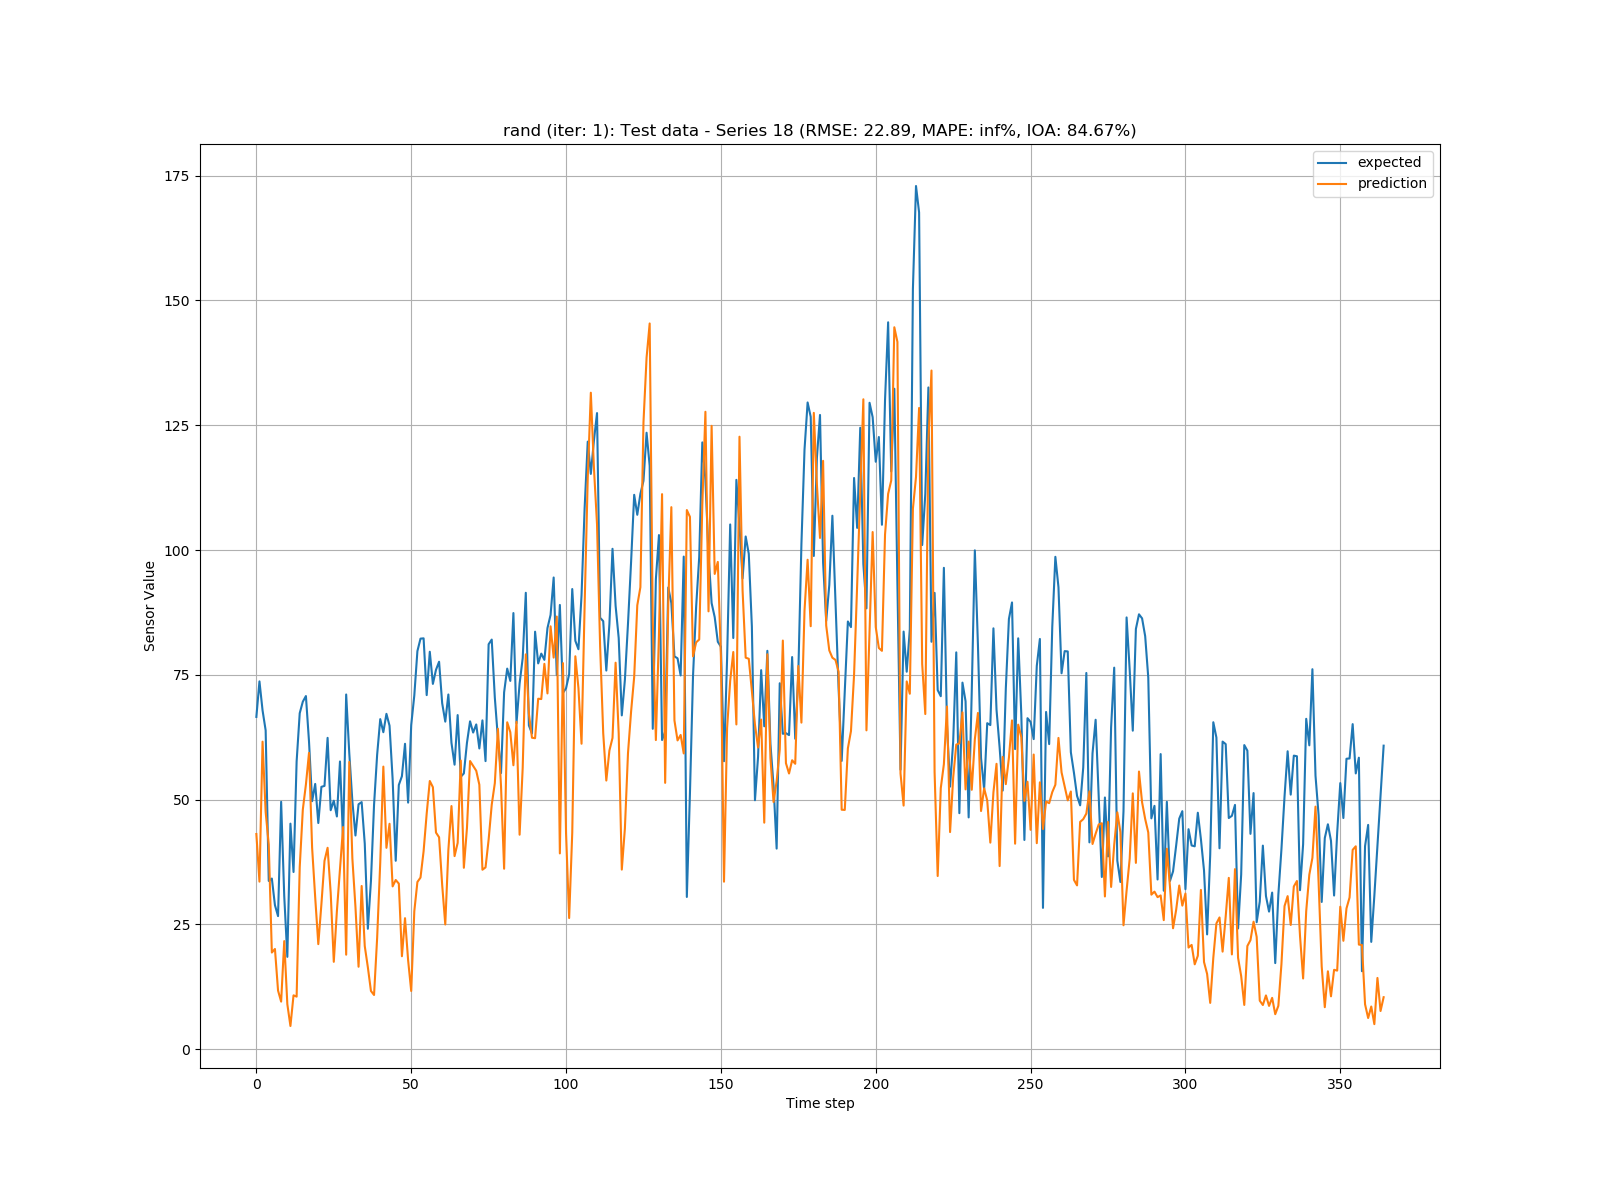 rand (iter: 1): Test data - Series 18 (RMSE: 22.89, MAPE: inf%, IOA: 84.67%)
expected
prediction
175
150
125
100
75
50
25
0
Sensor Value
0 50 100 150 200 250 300 350
Time step